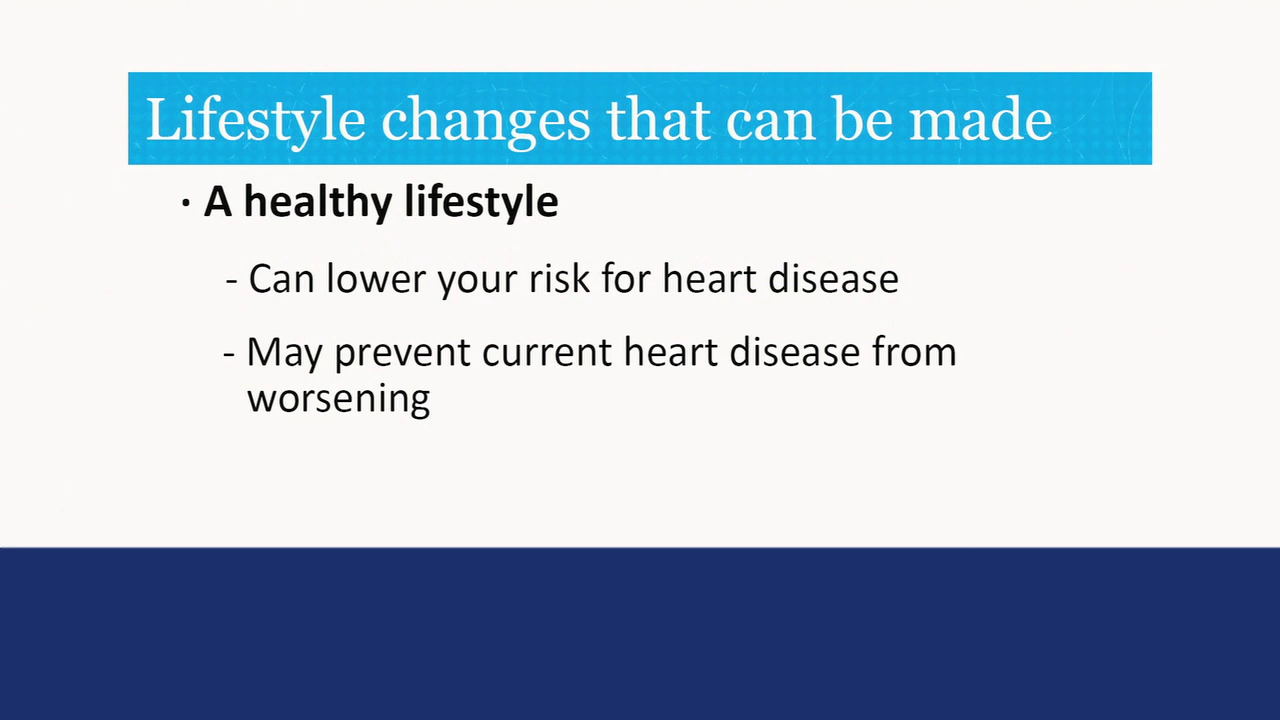 Lifestyle changes that can be made
· A healthy lifestyle
- Can lower your risk for heart disease
- May prevent current heart disease from
worsening